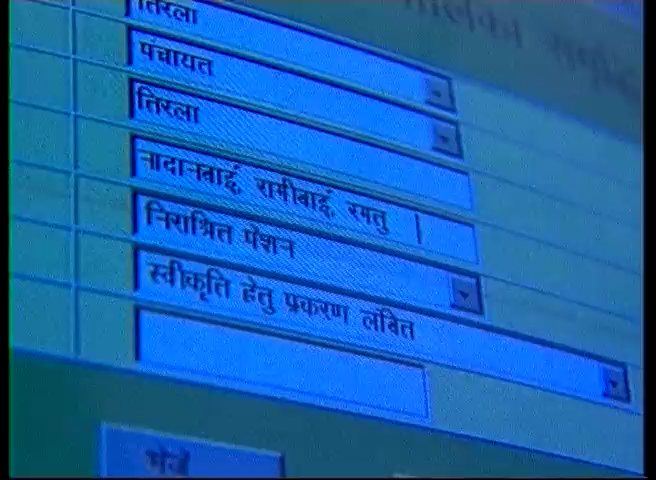 तिरला
पंचायत
तिरला
नादानबाई, रामीबाई, रमतु
निराश्रित पेंशन
स्वीकृति हेतु प्रकरण लंबित
भेजें